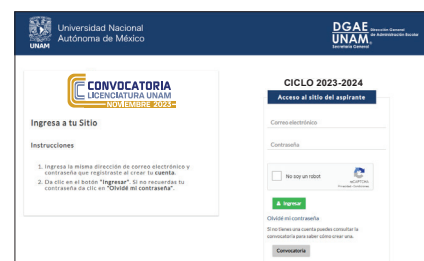 Universidad Nacional
Autónoma de México
UNAM
DGAE
UNAM
Dirección General
de Administración Escolar
Secretaría General
CONVOCATORIA
LICENCIATURA UNAM
NOVIEMBRE 2023
Ingresa a tu Sitio
Instrucciones
1. Ingresa la misma dirección de correo electrónico y
contraseña que registraste al crear tu cuenta.
2. Da clic en el botón "Ingresar". Si no recuerdas tu
contraseña da clic en "Olvidé mi contraseña".
CICLO 2023-2024
Acceso al sitio del aspirante
Correo electrónico
Contraseña
No soy un robot
reCAPTCHA
Ingresar
Olvidé mi contraseña
Si no tienes una cuenta puedes consultar la
convocatoria para saber cómo crear una.
Convocatoria